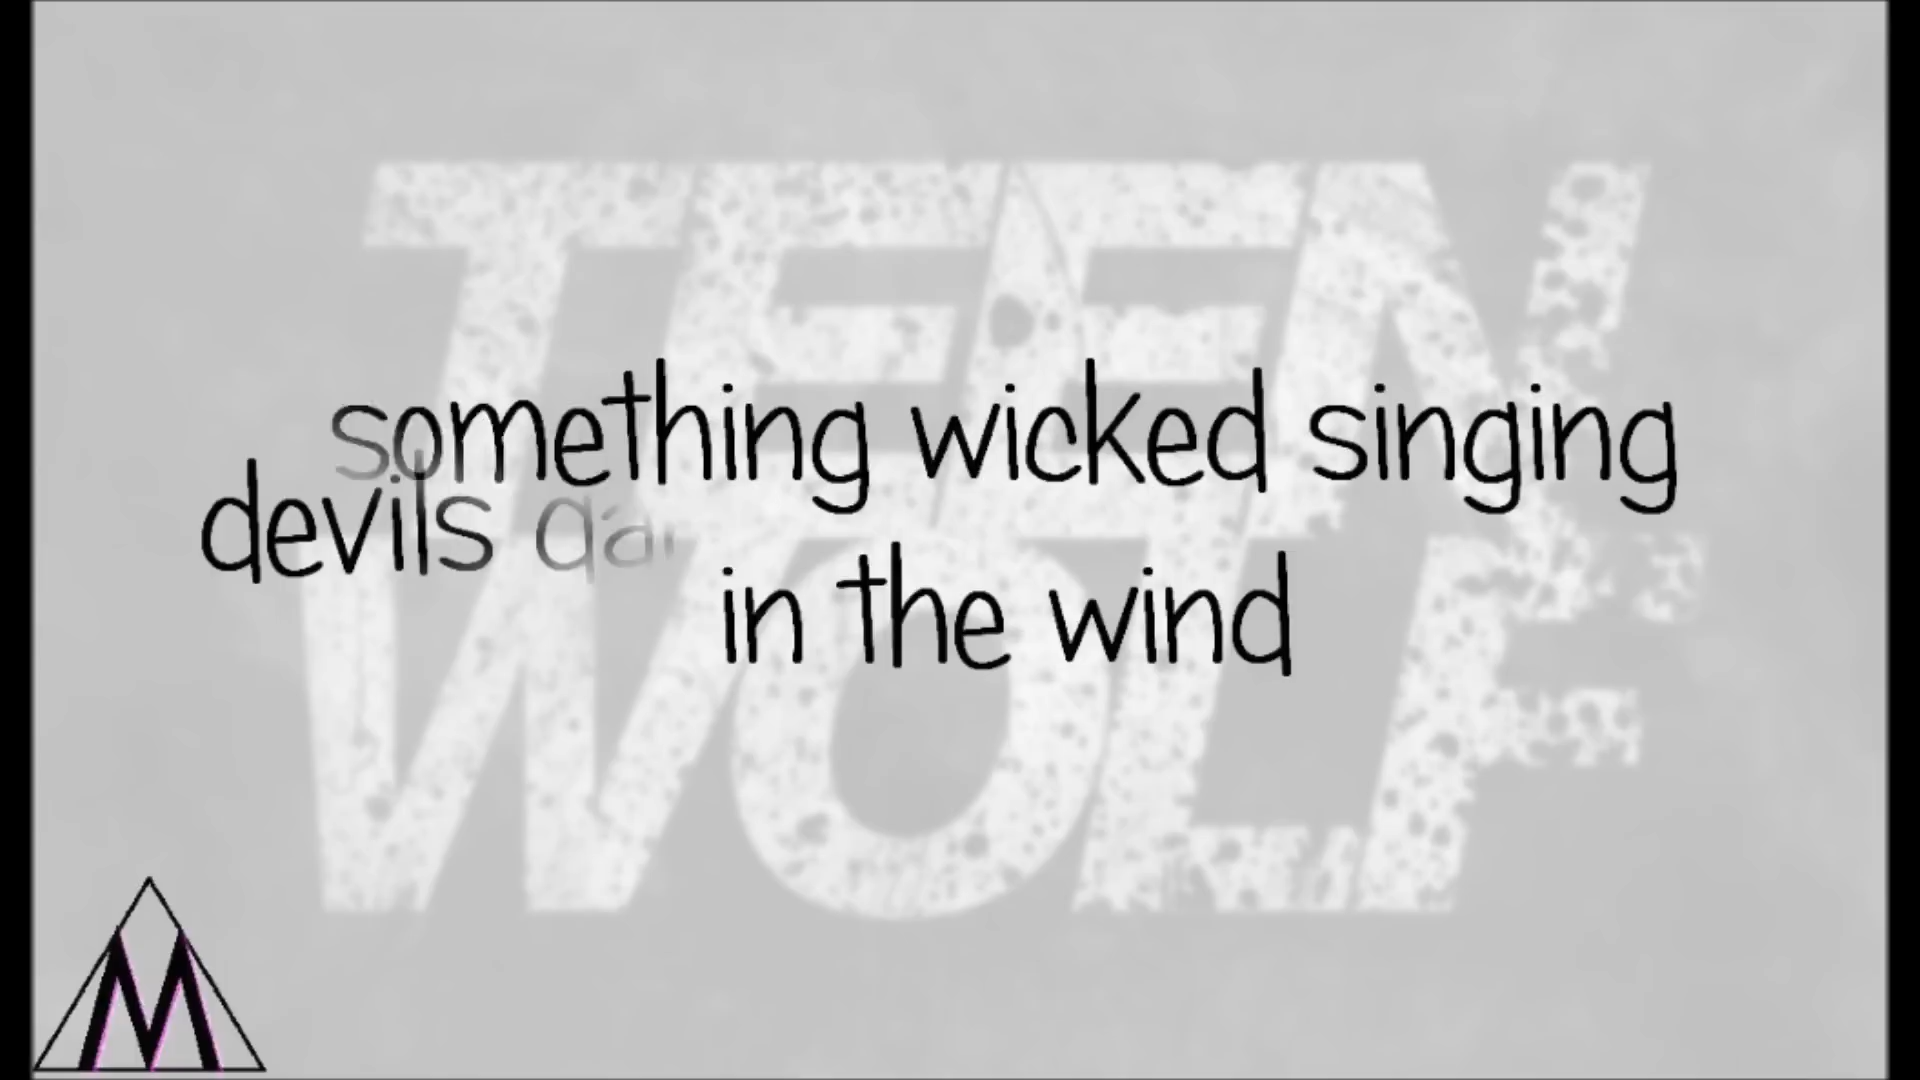 TEEN
WOLF
something wicked singing
devils
in the wind
M